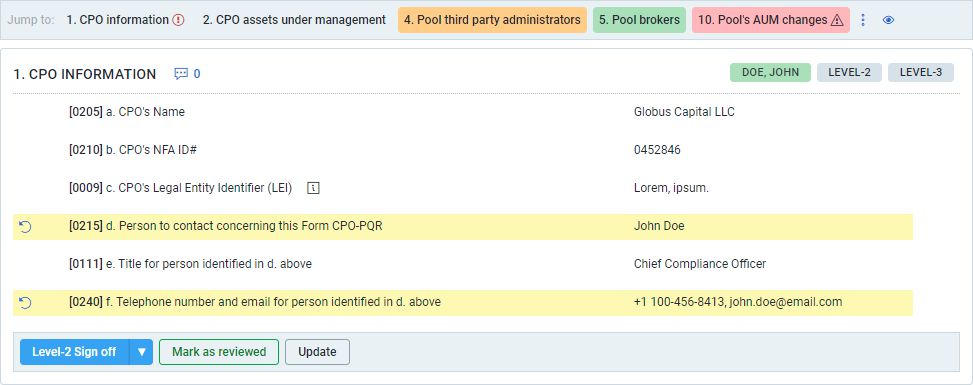 Jump to: 1. CPO information 2. CPO assets under management 4. Pool third party administrators 5. Pool brokers 10. Pool's AUM changes
1. CPO INFORMATION 0 DOE, JOHN LEVEL-2 LEVEL-3
[0205] a. CPO's Name Globus Capital LLC
[0210] b. CPO's NFA ID# 0452846
[0009] c. CPO's Legal Entity Identifier (LEI) i Lorem, ipsum.
[0215] d. Person to contact concerning this Form CPO-PQR John Doe
[0111] e. Title for person identified in d. above Chief Compliance Officer
[0240] f. Telephone number and email for person identified in d. above +1 100-456-8413, john.doe@email.com
Level-2 Sign off Mark as reviewed Update